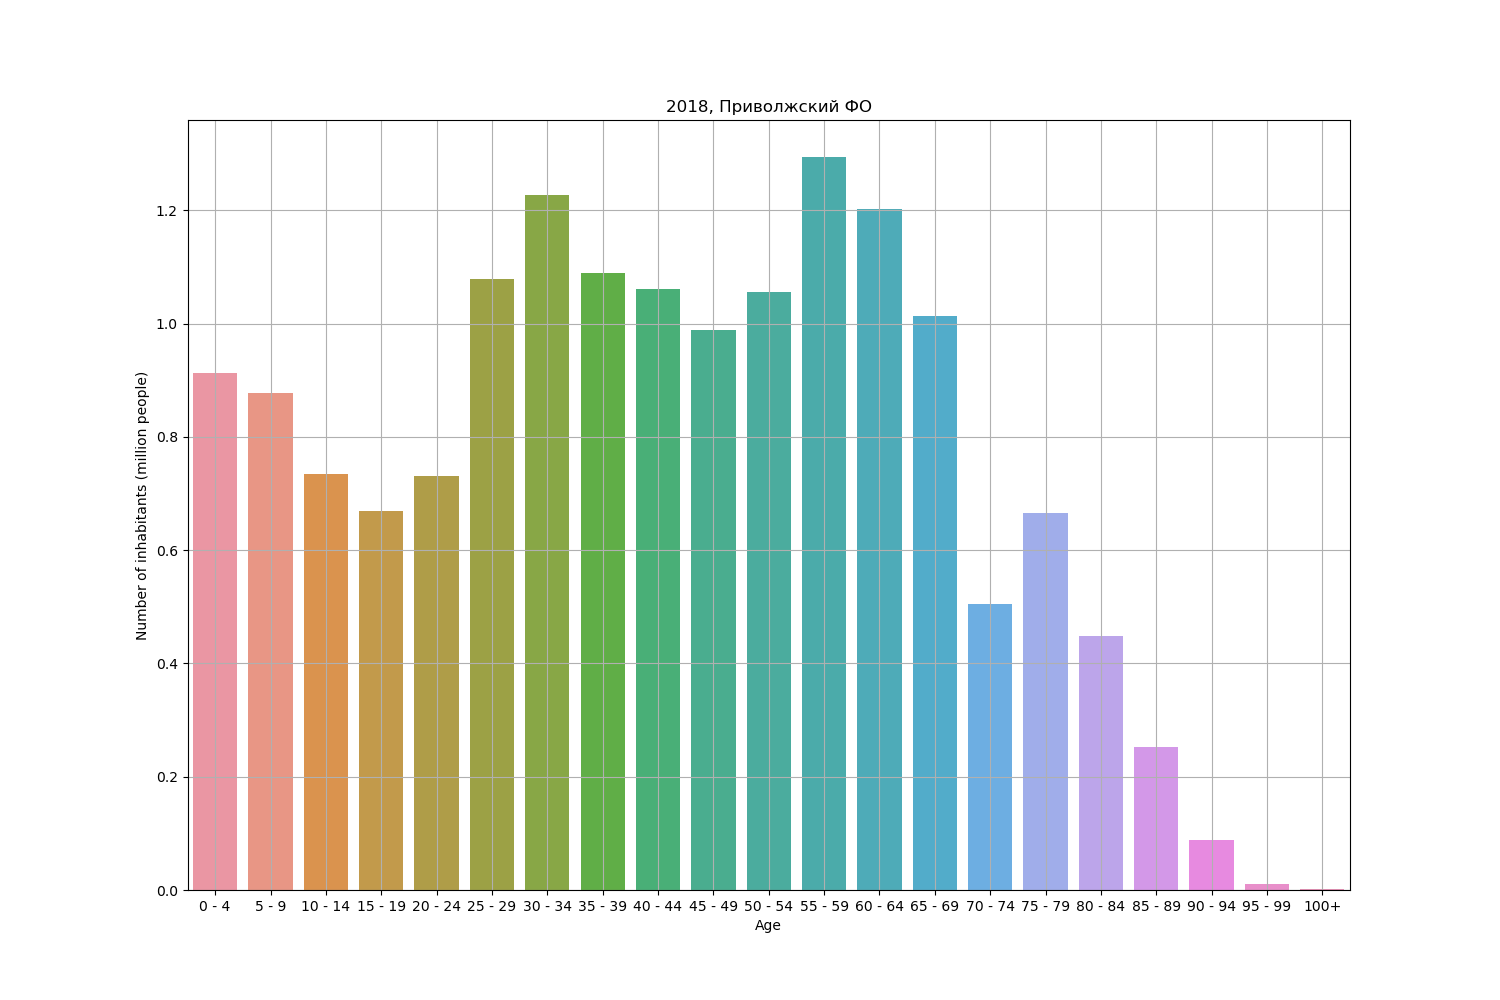 2018, Приволжский ФО
Number of inhabitants (million people)
1.2
1.0
0.8
0.6
0.4
0.2
0.0
0 - 4 5 - 9 10 - 14 15 - 19 20 - 24 25 - 29 30 - 34 35 - 39 40 - 44 45 - 49 50 - 54 55 - 59 60 - 64 65 - 69 70 - 74 75 - 79 80 - 84 85 - 89 90 - 94 95 - 99 100+
Age